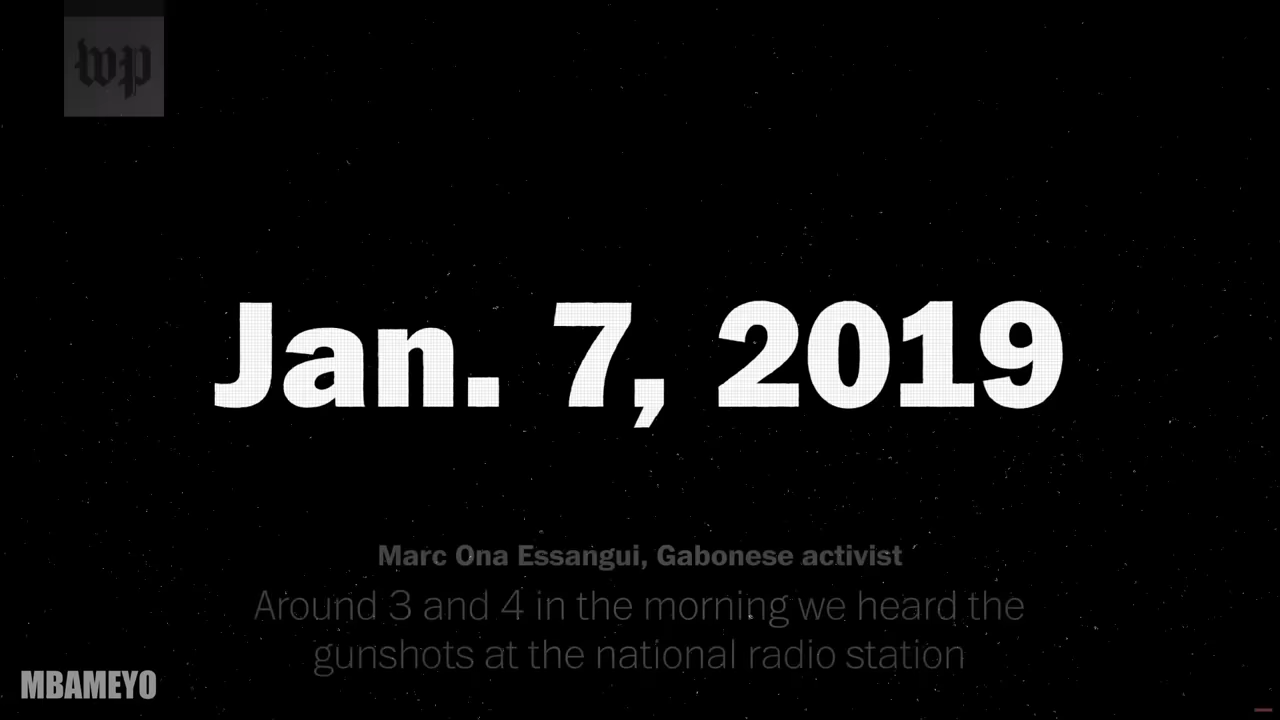 wp
Jan. 7, 2019
Marc Ona Essangui, Gabonese activist
Around 3 and 4 in the morning we heard the
gunshots at the national radio station
MBAMEYO